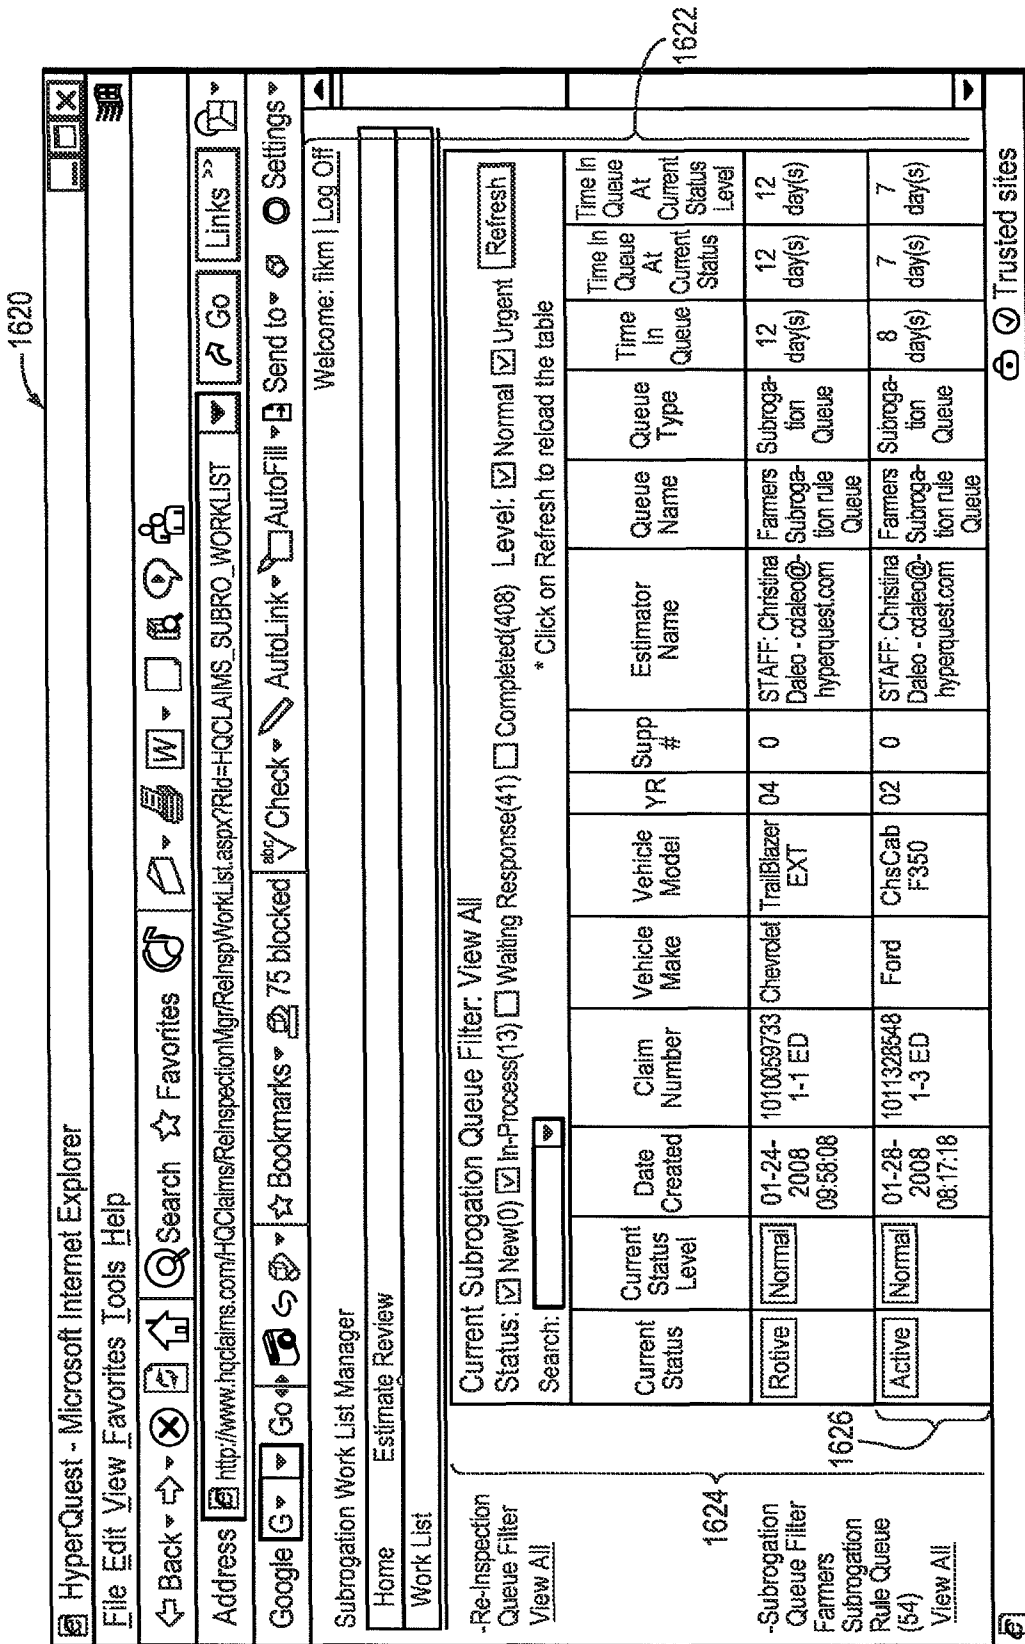 1620
HyperQuest - Microsoft Internet Explorer
File Edit View Favorites Tools Help
Back Search Favorites W
Address http://www.hqclaims.com/HQClaims/ReInspectionMgr/ReInspWorkList.aspx?RId=HQCLAIMS_SUBRO_WORKLIST Go Links >>
Google G Go Bookmarks 75 blocked abc Check AutoLink AutoFill Send to Settings
Subrogation Work List Manager Welcome: fikm | Log Off
Home Estimate Review
Work List
1622
-Re-Inspection
Queue Filter
View All
1624
-Subrogation
Queue Filter
Farmers
Subrogation
Rule Queue
(54)
View All
1626
Current Subrogation Queue Filter: View All
Status: New(0) In-Process(13) Waiting Response(41) Completed(408) Level: Normal Urgent Refresh
Search: * Click on Refresh to reload the table
Current Status
Current Status Level
Date Created
Claim Number
Vehicle Make
Vehicle Model
YR
Supp #
Estimator Name
Queue Name
Queue Type
Time In Queue
Time In Queue At Current Status
Time In Queue At Current Status Level
Rotive
Normal
01-24-
2008
09:58:08
1010059733
1-1 ED
Chevrolet
TrailBlazer
EXT
04
0
STAFF: Christina
Daleo - cdaleo@-
hyperquest.com
Farmers
Subroga-
tion rule
Queue
Subroga-
tion
Queue
12
day(s)
12
day(s)
12
day(s)
Active
Normal
01-28-
2008
08:17:18
1011328548
1-3 ED
Ford
ChsCab
F350
02
0
STAFF: Christina
Daleo - cdaleo@-
hyperquest.com
Farmers
Subroga-
tion rule
Queue
Subroga-
tion
Queue
8
day(s)
7
day(s)
7
day(s)
Trusted sites